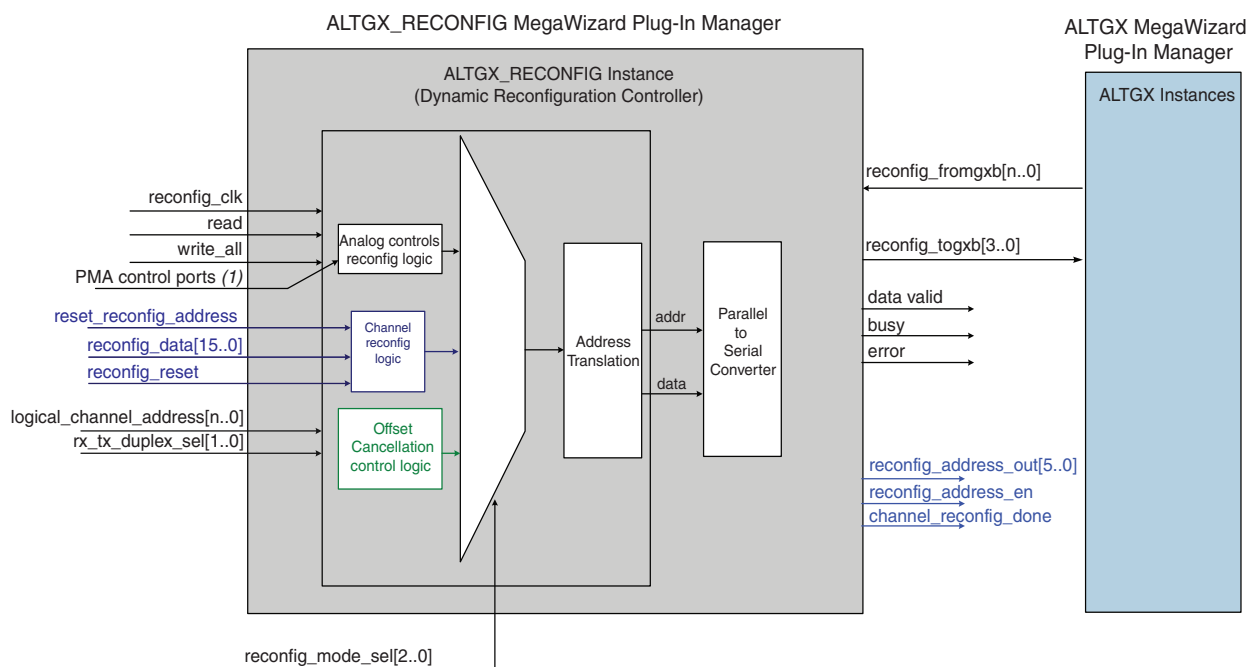 ALTGX_RECONFIG MegaWizard Plug-In Manager
ALTGX MegaWizard
Plug-In Manager
ALTGX_RECONFIG Instance
(Dynamic Reconfiguration Controller)
ALTGX Instances
reconfig_clk
read
write_all
PMA control ports (1)
reset_reconfig_address
reconfig_data[15..0]
reconfig_reset
logical_channel_address[n..0]
rx_tx_duplex_sel[1..0]
Analog controls
reconfig logic
Channel
reconfig
logic
Offset
Cancellation
control logic
Address
Translation
addr
data
Parallel
to
Serial
Converter
reconfig_fromgxb[n..0]
reconfig_togxb[3..0]
data valid
busy
error
reconfig_address_out[5..0]
reconfig_address_en
channel_reconfig_done
reconfig_mode_sel[2..0]